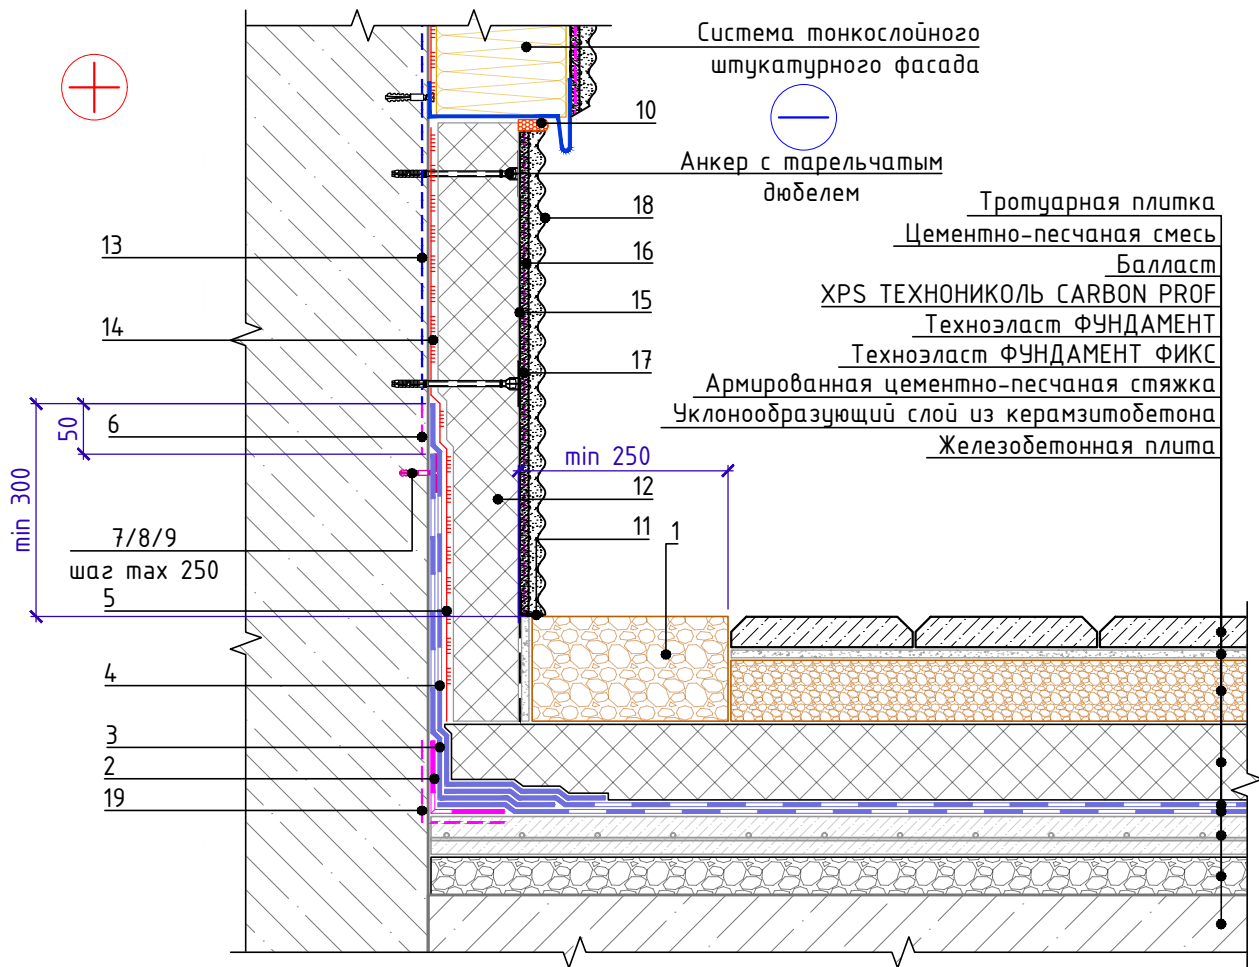 Система тонкослойного
штукатурного фасада
10
Анкер с тарельчатым
дюбелем
18
13
16
15
14
17
Тротуарная плитка
Цементно-песчаная смесь
Балласт
XPS ТЕХНОНИКОЛЬ CARBON PROF
Техноэласт ФУНДАМЕНТ
Техноэласт ФУНДАМЕНТ ФИКС
Армированная цементно-песчаная стяжка
Уклонообразующий слой из керамзитобетона
Железобетонная плита
50
6
min 300
min 250
12
7/8/9
шаг max 250
11
1
5
4
3
2
19